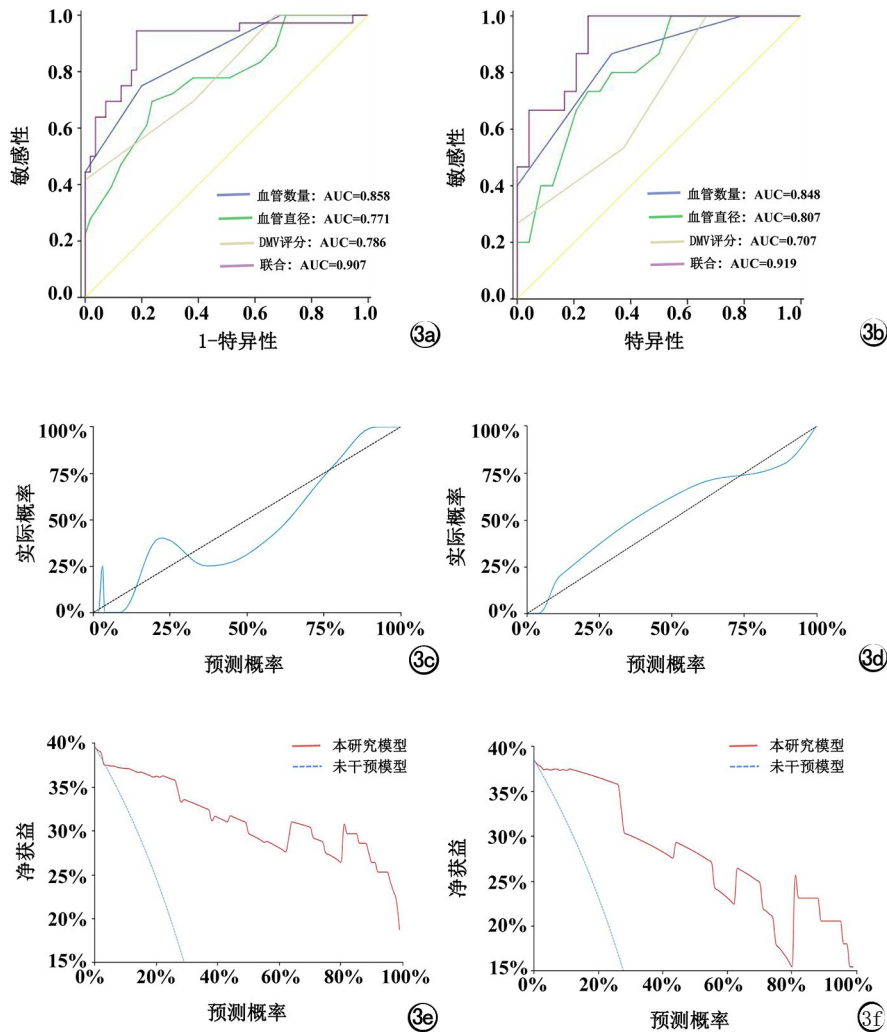 1.0
0.8
0.6
0.4
0.2
0.0
敏感性
血管数量：AUC=0.858
血管直径：AUC=0.771
DMV评分：AUC=0.786
联合：AUC=0.907
0.0 0.2 0.4 0.6 0.8 1.0
1-特异性
3a
1.0
0.8
0.6
0.4
0.2
0.0
敏感性
血管数量：AUC=0.848
血管直径：AUC=0.807
DMV评分：AUC=0.707
联合：AUC=0.919
0.0 0.2 0.4 0.6 0.8 1.0
特异性
3b
100%
75%
50%
25%
0%
实际概率
0% 25% 50% 75% 100%
预测概率
3c
100%
75%
50%
25%
0%
实际概率
0% 25% 50% 75% 100%
预测概率
3d
40%
35%
30%
25%
20%
15%
净获益
本研究模型
未干预模型
0% 20% 40% 60% 80% 100%
预测概率
3e
40%
35%
30%
25%
20%
15%
净获益
本研究模型
未干预模型
0% 20% 40% 60% 80% 100%
预测概率
3f